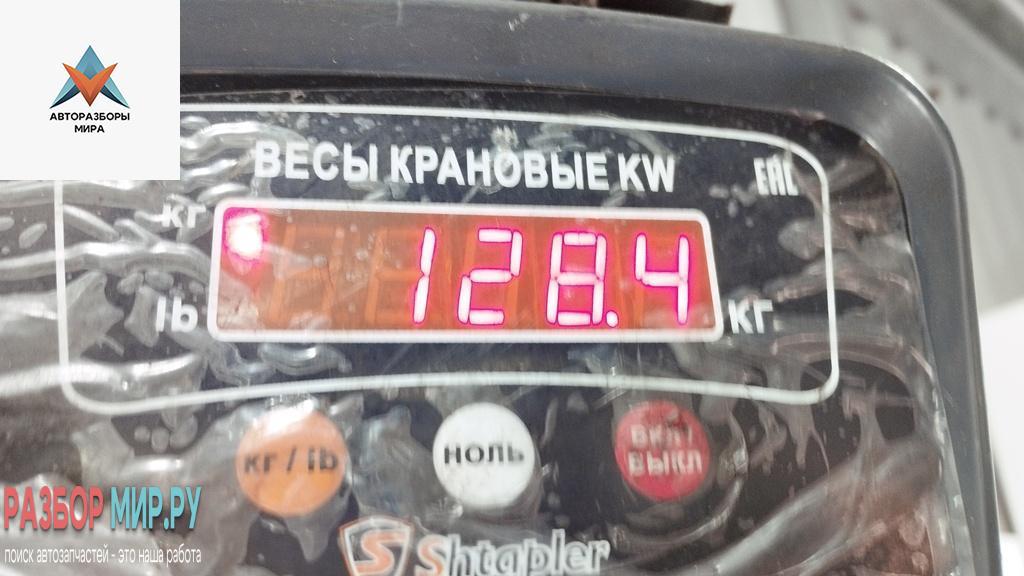 АВТОРАЗБОРЫ
МИРА
ВЕСЫ КРАНОВЫЕ KW
EAC
кг
lb
128.4
кг
кг / lb
НОЛЬ
ВКЛ /
ВЫКЛ
РАЗБОР МИР.РУ
поиск автозапчастей - это наша работа
S Shtapler